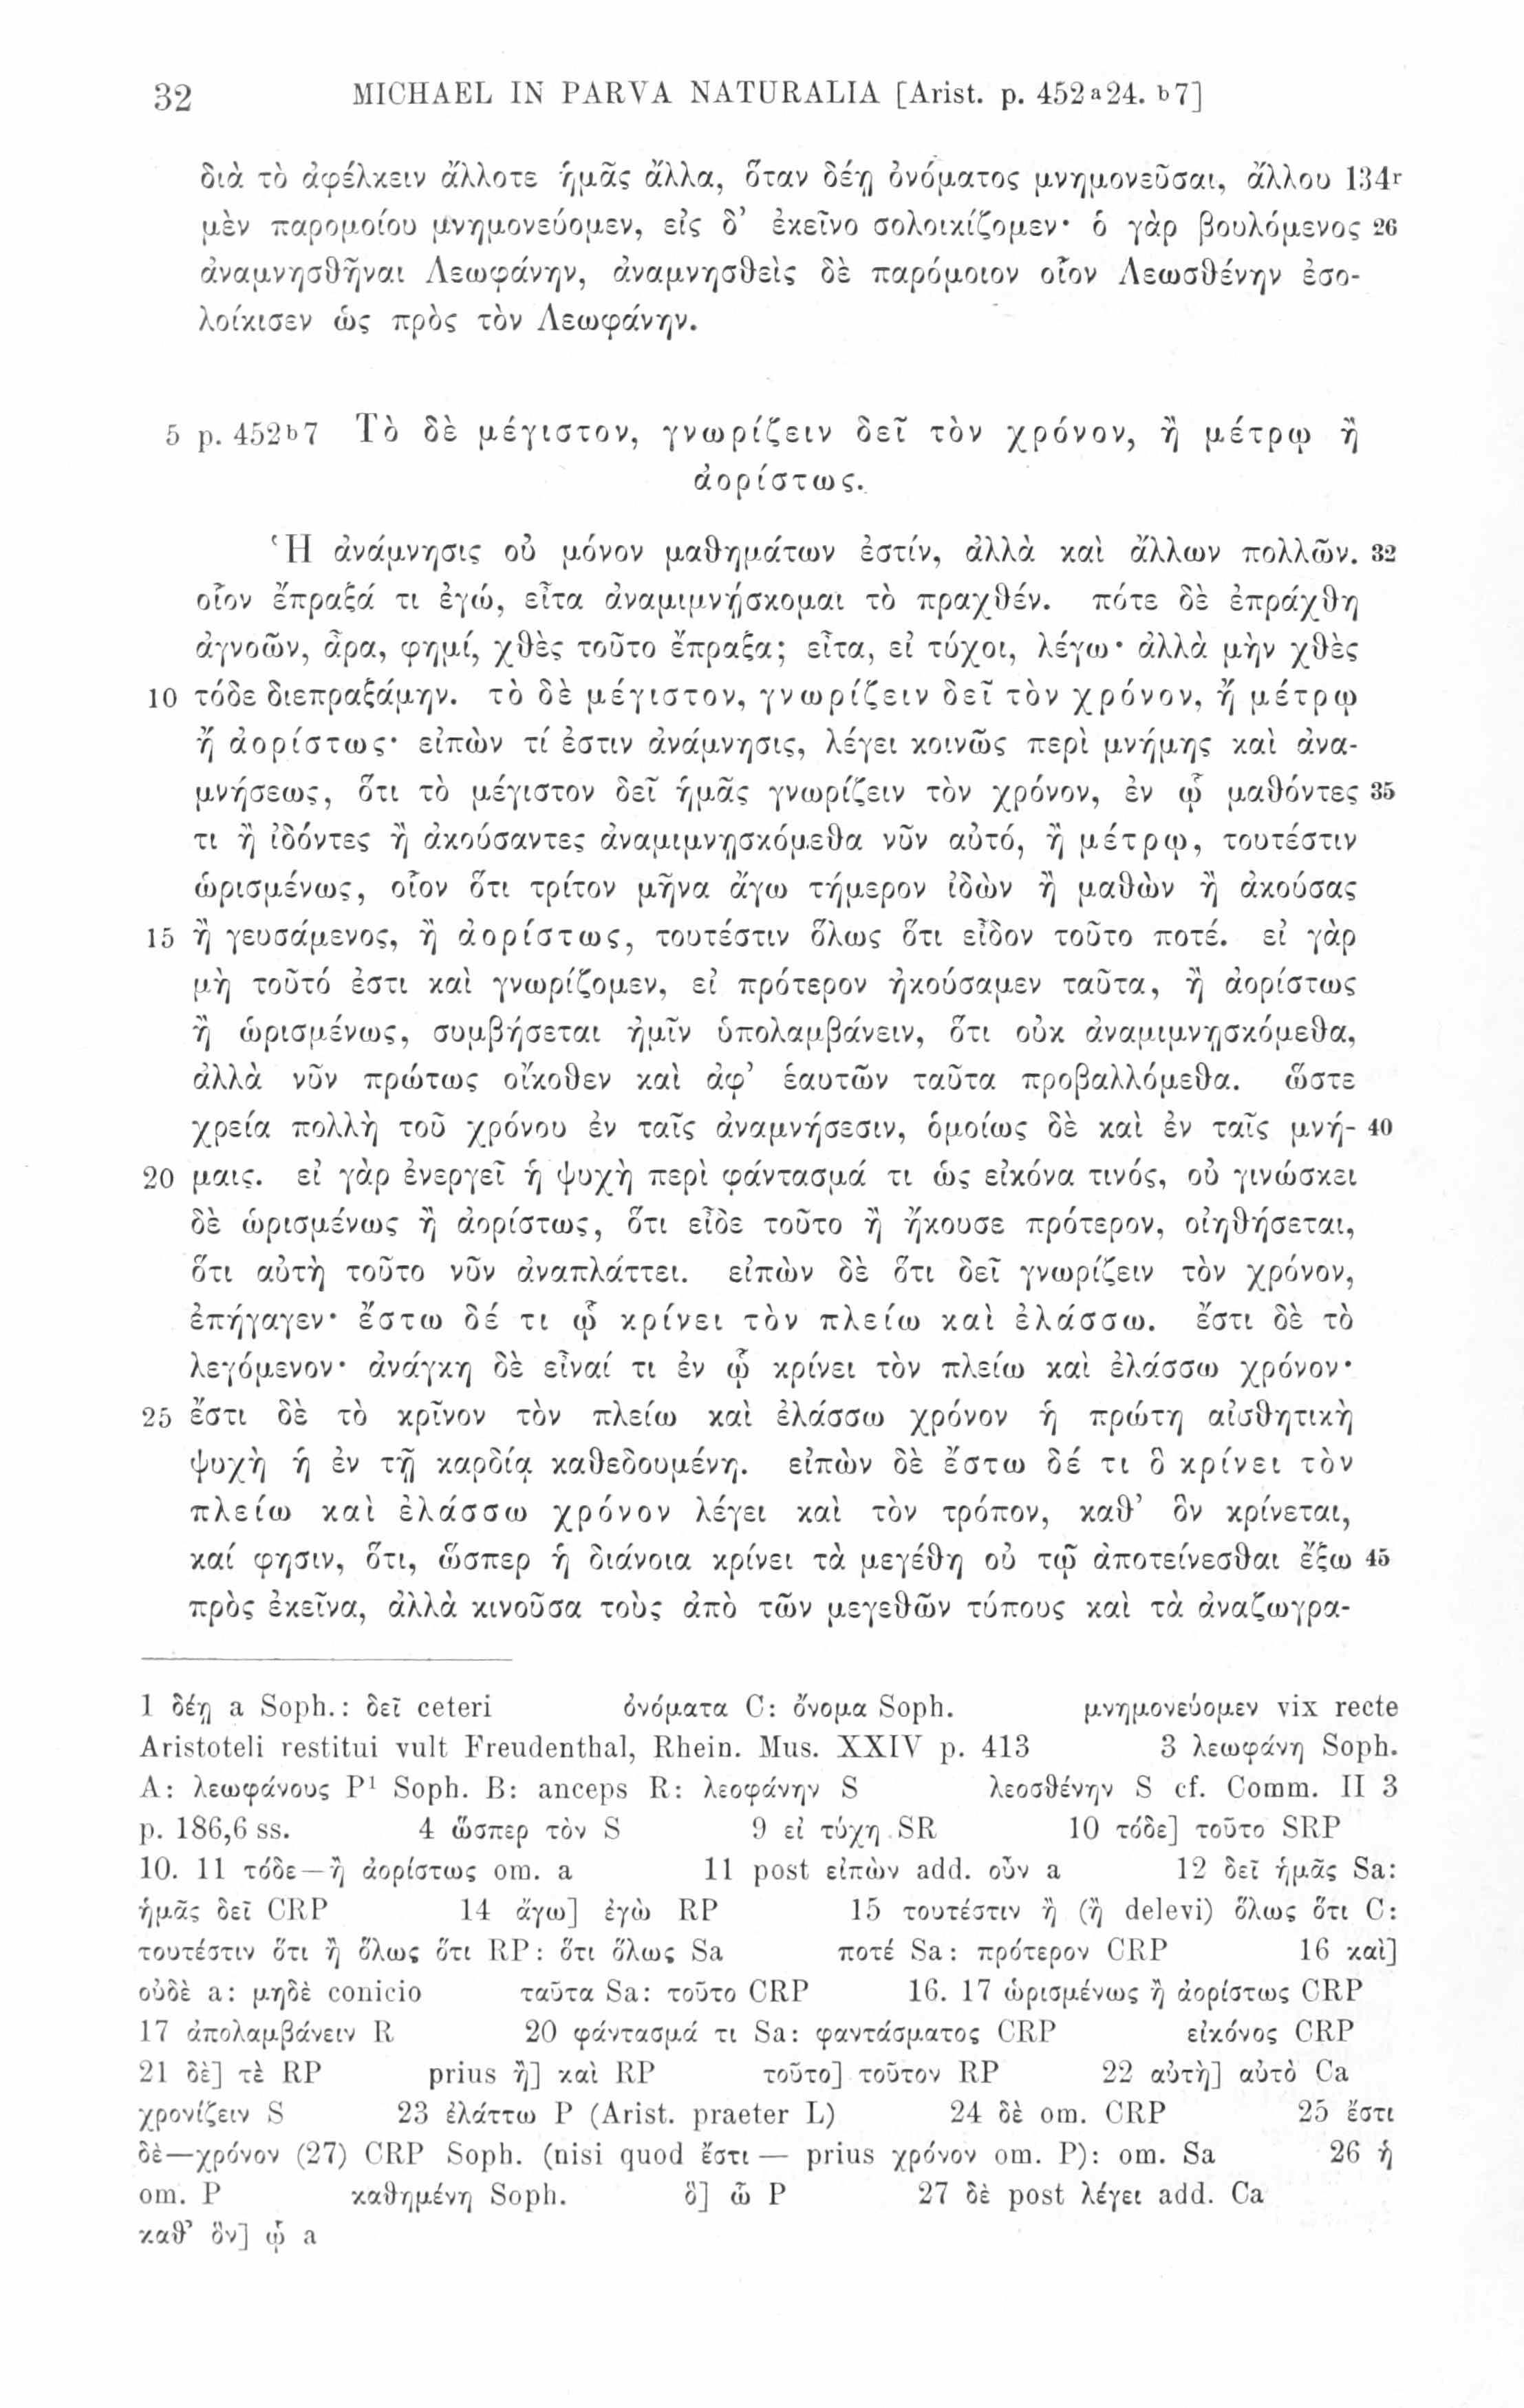 32 MICHAEL IN PARVA NATURALIA [Arist. p. 452a24. b7]
διὰ τὸ ἀφέλκειν ἄλλοτε ἡμᾶς ἄλλα, ὅταν δέῃ ὀνόματος μνημονεῦσαι, ἄλλου 134r
μὲν παρομοίου μνημονεύομεν, εἰς δ’ ἐκεῖνο σολοικίζομεν· ὁ γὰρ βουλόμενος 26
ἀναμνησθῆναι Λεωφάνην, ἀναμνησθεὶς δὲ παρόμοιον οἷον Λεωσθένην ἐσο-
λοίκισεν ὡς πρὸς τὸν Λεωφάνην.
5 p. 452b7 Τὸ δὲ μέγιστον, γνωρίζειν δεῖ τὸν χρόνον, ἢ μέτρῳ ἢ
ἀορίστως.
Ἡ ἀνάμνησις οὐ μόνον μαθημάτων ἐστίν, ἀλλὰ καὶ ἄλλων πολλῶν. 32
οἷον ἔπραξά τι ἐγώ, εἶτα ἀναμιμνῄσκομαι τὸ πραχθέν. πότε δὲ ἐπράχθη
ἀγνοῶν, ἆρα, φημί, χθὲς τοῦτο ἔπραξα; εἶτα, εἰ τύχοι, λέγω· ἀλλὰ μὴν χθὲς
10 τόδε διεπραξάμην. τὸ δὲ μέγιστον, γνωρίζειν δεῖ τὸν χρόνον, ἤ μέτρῳ
ἤ ἀορίστως· εἰπὼν τί ἐστιν ἀνάμνησις, λέγει κοινῶς περὶ μνήμης καὶ ἀνα-
μνήσεως, ὅτι τὸ μέγιστον δεῖ ἡμᾶς γνωρίζειν τὸν χρόνον, ἐν ᾧ μαθόντες 35
τι ἢ ἰδόντες ἢ ἀκούσαντες ἀναμιμνησκόμεθα νῦν αὐτό, ἢ μέτρῳ, τουτέστιν
ὡρισμένως, οἷον ὅτι τρίτον μῆνα ἄγω τήμερον ἰδὼν ἢ μαθὼν ἢ ἀκούσας
15 ἢ γευσάμενος, ἢ ἀορίστως, τουτέστιν ὅλως ὅτι εἶδον τοῦτο ποτέ. εἰ γὰρ
μὴ τοῦτό ἐστι καὶ γνωρίζομεν, εἰ πρότερον ἠκούσαμεν ταῦτα, ἢ ἀορίστως
ἢ ὡρισμένως, συμβήσεται ἡμῖν ὑπολαμβάνειν, ὅτι οὐκ ἀναμιμνῃσκόμεθα,
ἀλλὰ νῦν πρώτως οἴκοθεν καὶ ἀφ’ ἑαυτῶν ταῦτα προβαλλόμεθα. ὥστε
χρεία πολλὴ τοῦ χρόνου ἐν ταῖς ἀναμνήσεσιν, ὁμοίως δὲ καὶ ἐν ταῖς μνή- 40
20 μαις. εἰ γὰρ ἐνεργεῖ ἡ ψυχὴ περὶ φάντασμά τι ὡς εἰκόνα τινός, οὐ γινώσκει
δὲ ὡρισμένως ἢ ἀορίστως, ὅτι εἶδε τοῦτο ἢ ἤκουσε πρότερον, οἰηθήσεται,
ὅτι αὐτὴ τοῦτο νῦν ἀναπλάττει. εἰπὼν δὲ ὅτι δεῖ γνωρίζειν τὸν χρόνον,
ἐπήγαγεν· ἔστω δέ τι ᾧ κρίνει τὸν πλείω καὶ ἐλάσσω. ἔστι δὲ τὸ
λεγόμενον· ἀνάγκη δὲ εἶναί τι ἐν ᾧ κρίνει τὸν πλείω καὶ ἐλάσσω χρόνον·
25 ἔστι δὲ τὸ κρῖνον τὸν πλείω καὶ ἐλάσσω χρόνον ἡ πρώτη αἰσθητικὴ
ψυχὴ ἡ ἐν τῇ καρδίᾳ καθεδουμένη. εἰπὼν δὲ ἔστω δέ τι ὃ κρίνει τὸν
πλείω καὶ ἐλάσσω χρόνον λέγει καὶ τὸν τρόπον, καθ’ ὃν κρίνεται,
καί φησιν, ὅτι, ὥσπερ ἡ διάνοια κρίνει τὰ μεγέθη οὐ τῷ ἀποτείνεσθαι ἔξω 45
πρὸς ἐκεῖνα, ἀλλὰ κινοῦσα τοὺς ἀπὸ τῶν μεγεθῶν τύπους καὶ τὰ ἀναζωγρα-
1 δέῃ a Soph.: δεῖ ceteri ὀνόματα C: ὄνομα Soph. μνημονεύομεν vix recte
Aristoteli restitui vult Freudenthal, Rhein. Mus. XXIV p. 413 3 λεωφάνη Soph.
A: λεωφάνους P1 Soph. B: anceps R: λεοφάνην S λεοσθένην S cf. Comm. II 3
p. 186,6 ss. 4 ὥσπερ τὸν S 9 εἰ τύχη SR 10 τόδε] τοῦτο SRP
10. 11 τόδε—ἢ ἀορίστως om. a 11 post εἰπὼν add. οὖν a 12 δεῖ ἡμᾶς Sa:
ἡμᾶς δεῖ CRP 14 ἄγω] ἐγὼ RP 15 τουτέστιν ἢ (ἢ delevi) ὅλως ὅτι C:
τουτέστιν ὅτι ἢ ὅλως ὅτι RP: ὅτι ὅλως Sa ποτέ Sa: πρότερον CRP 16 καὶ]
οὐδὲ a: μηδὲ conicio ταῦτα Sa: τοῦτο CRP 16. 17 ὡρισμένως ἢ ἀορίστως CRP
17 ἀπολαμβάνειν R 20 φάντασμά τι Sa: φαντάσματος CRP εἰκόνος CRP
21 δὲ] τὲ RP prius ἢ] καὶ RP τοῦτο] τοῦτον RP 22 αὐτὴ] αὐτὸ Ca
χρονίζειν S 23 ἐλάττω P (Arist. praeter L) 24 δὲ om. CRP 25 ἔστι
δὲ—χρόνον (27) CRP Soph. (nisi quod ἔστι — prius χρόνον om. P): om. Sa 26 ἡ
om. P καθημένη Soph. ὃ] ὦ P 27 δὲ post λέγει add. Ca
καθ’ ὃν] ᾧ a